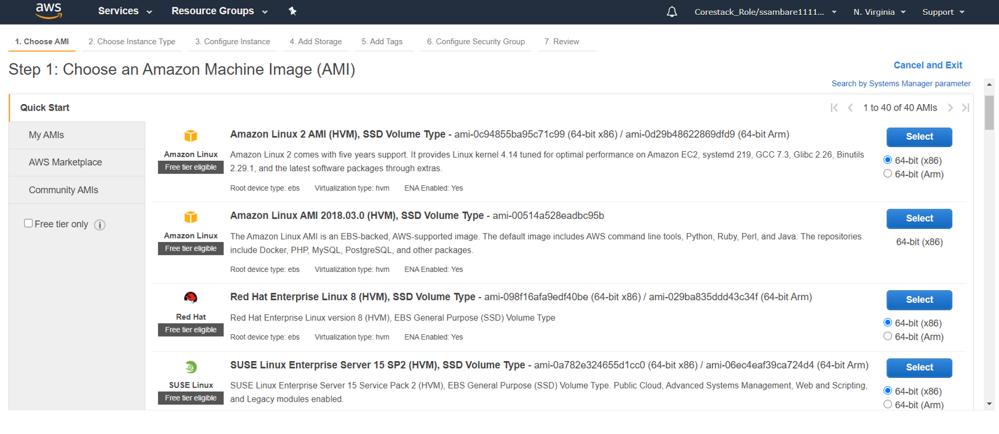 aws Services Resource Groups Corestack_Role/ssambare1111... N. Virginia Support
1. Choose AMI 2. Choose Instance Type 3. Configure Instance 4. Add Storage 5. Add Tags 6. Configure Security Group 7. Review
Step 1: Choose an Amazon Machine Image (AMI)
Cancel and Exit
Search by Systems Manager parameter
Quick Start
1 to 40 of 40 AMIs
My AMIs
AWS Marketplace
Community AMIs
Free tier only
Amazon Linux
Free tier eligible
Amazon Linux 2 AMI (HVM), SSD Volume Type - ami-0c94855ba95c71c99 (64-bit x86) / ami-0d29b48622869dfd9 (64-bit Arm)
Amazon Linux 2 comes with five years support. It provides Linux kernel 4.14 tuned for optimal performance on Amazon EC2, systemd 219, GCC 7.3, Glibc 2.26, Binutils
2.29.1, and the latest software packages through extras.
Root device type: ebs Virtualization type: hvm ENA Enabled: Yes
Select
64-bit (x86)
64-bit (Arm)
Amazon Linux
Free tier eligible
Amazon Linux AMI 2018.03.0 (HVM), SSD Volume Type - ami-00514a528eadbc95b
The Amazon Linux AMI is an EBS-backed, AWS-supported image. The default image includes AWS command line tools, Python, Ruby, Perl, and Java. The repositories
include Docker, PHP, MySQL, PostgreSQL, and other packages.
Root device type: ebs Virtualization type: hvm ENA Enabled: Yes
Select
64-bit (x86)
Red Hat
Free tier eligible
Red Hat Enterprise Linux 8 (HVM), SSD Volume Type - ami-098f16afa9edf40be (64-bit x86) / ami-029ba835ddd43c34f (64-bit Arm)
Red Hat Enterprise Linux version 8 (HVM), EBS General Purpose (SSD) Volume Type
Root device type: ebs Virtualization type: hvm ENA Enabled: Yes
Select
64-bit (x86)
64-bit (Arm)
SUSE Linux
Free tier eligible
SUSE Linux Enterprise Server 15 SP2 (HVM), SSD Volume Type - ami-0a782e324655d1cc0 (64-bit x86) / ami-06ec4eaf39ca724d4 (64-bit Arm)
SUSE Linux Enterprise Server 15 Service Pack 2 (HVM), EBS General Purpose (SSD) Volume Type. Public Cloud, Advanced Systems Management, Web and Scripting,
and Legacy modules enabled.
Select
64-bit (x86)
64-bit (Arm)